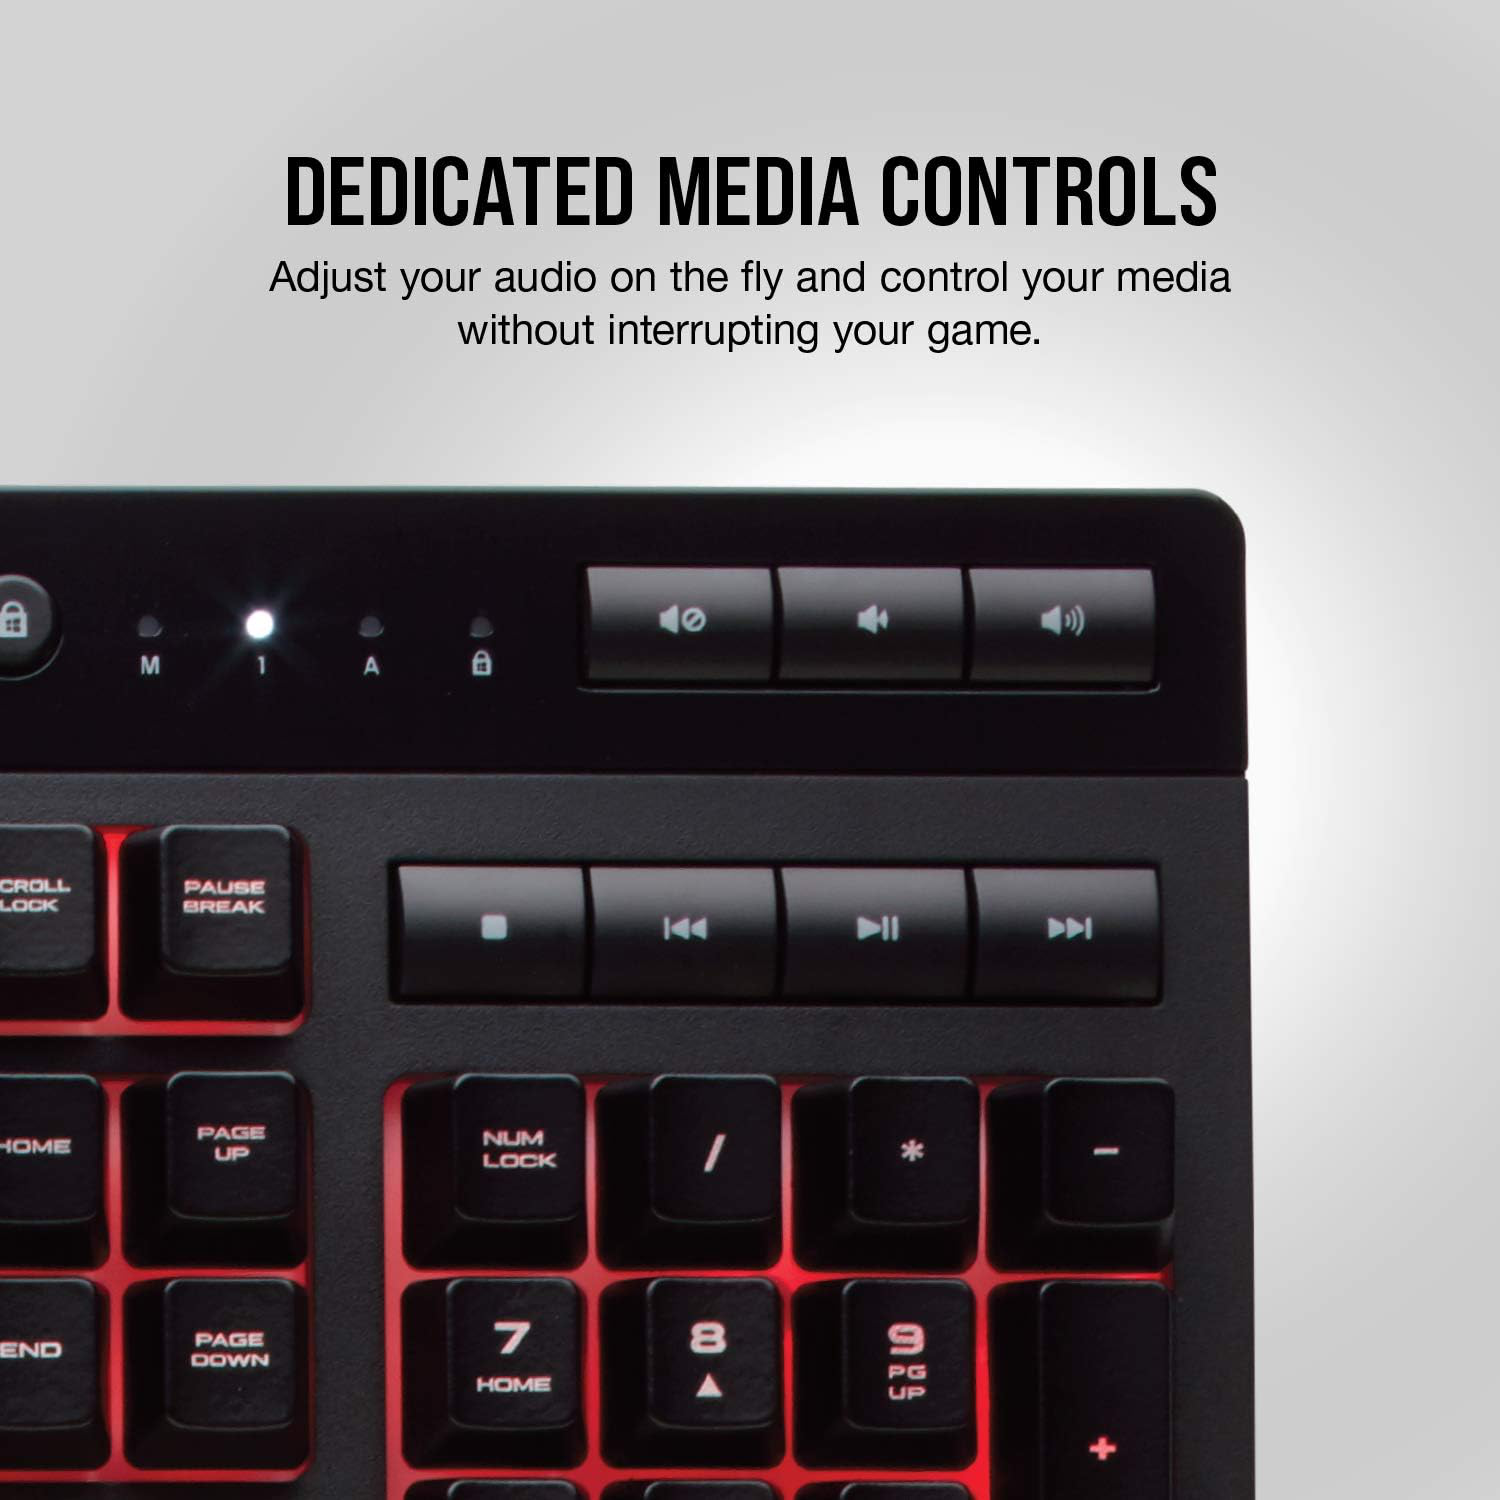 DEDICATED MEDIA CONTROLS
Adjust your audio on the fly and control your media
without interrupting your game.
M 1 A
CROLL
LOCK
PAUSE
BREAK
HOME
PAGE
UP
NUM
LOCK
/
*
-
END
PAGE
DOWN
7
HOME
8
9
PG
UP
+